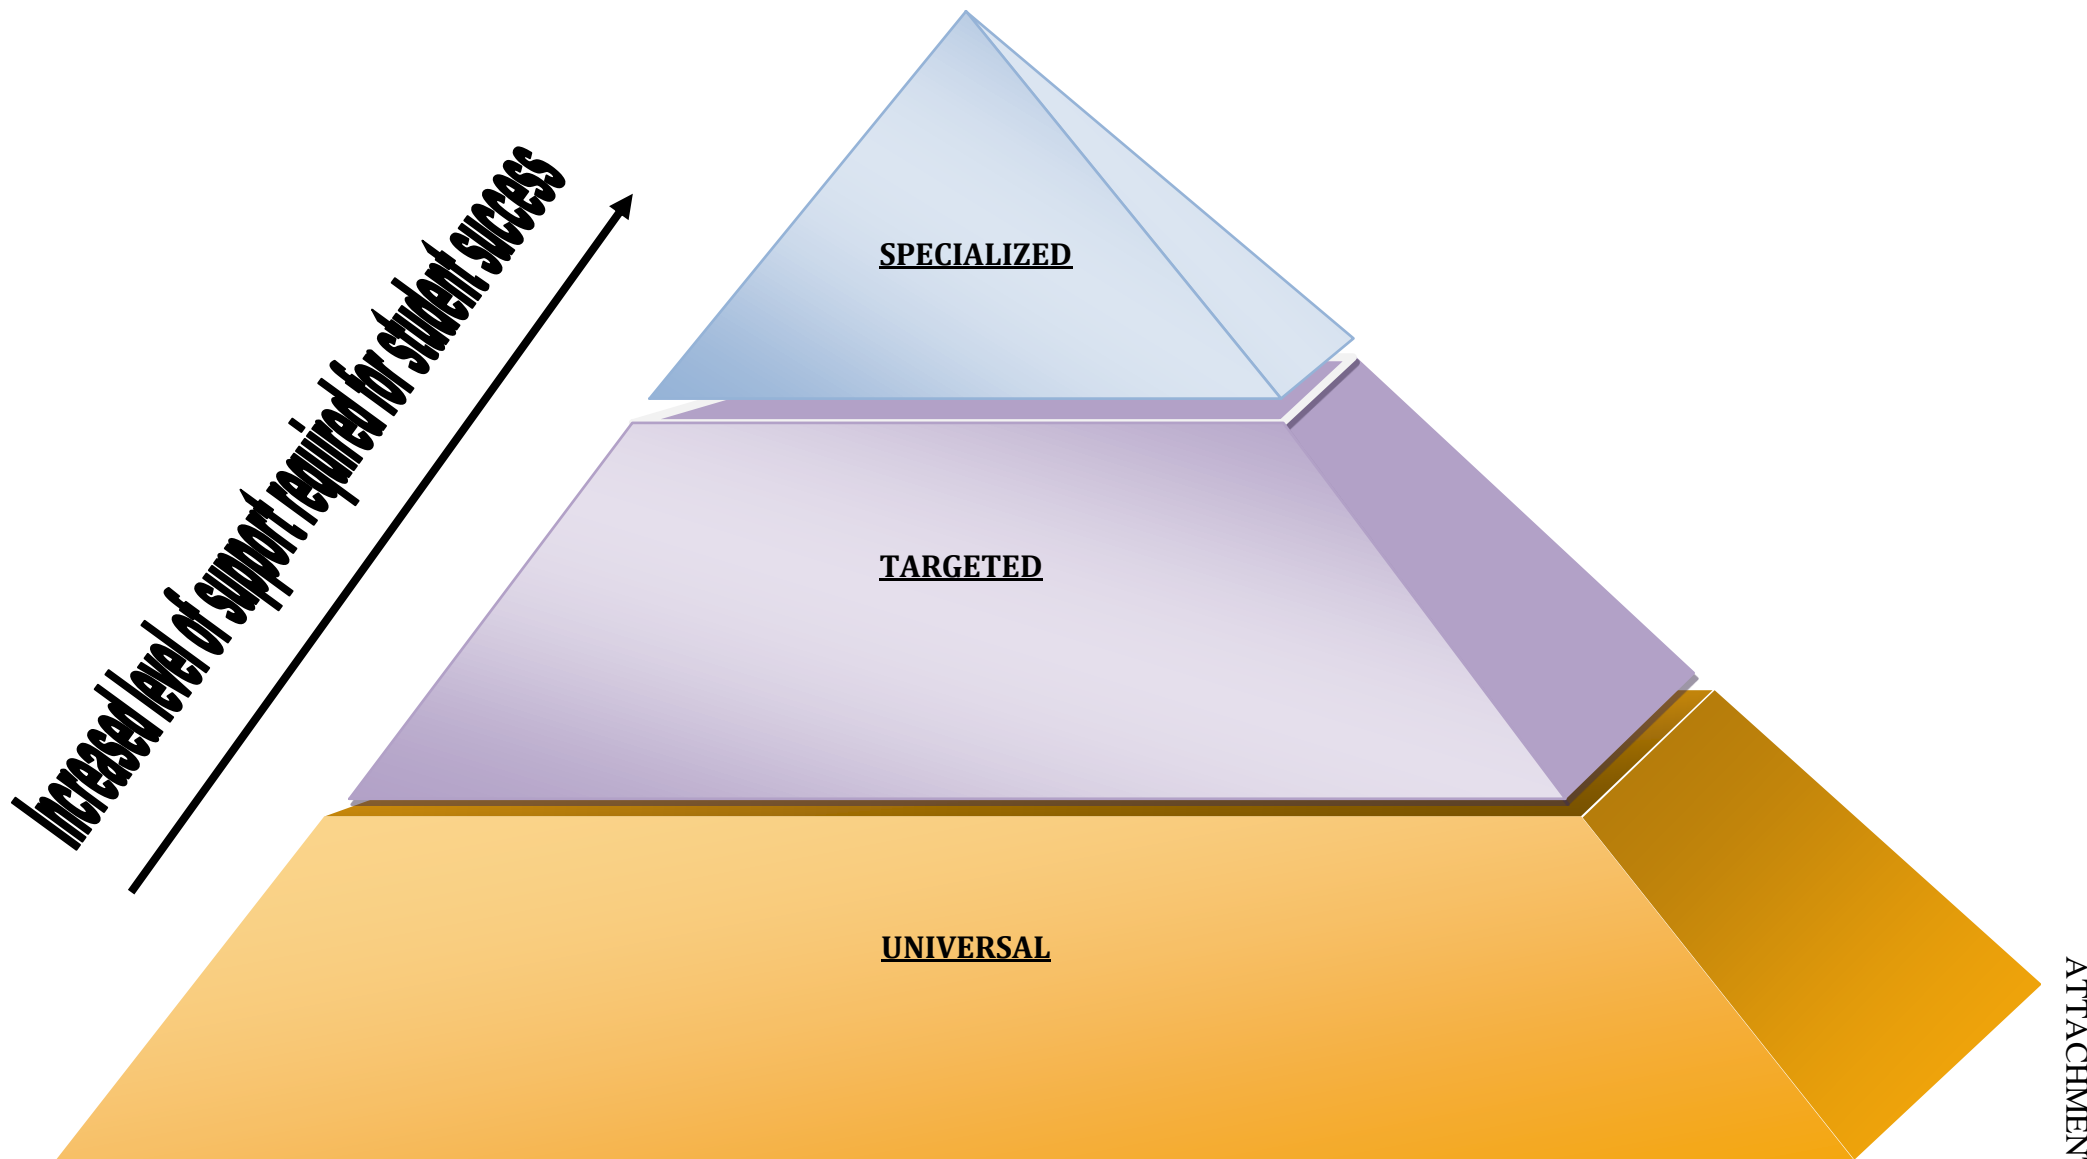 Increased level of support required for student success
SPECIALIZED
TARGETED
UNIVERSAL
ATTACHMEN